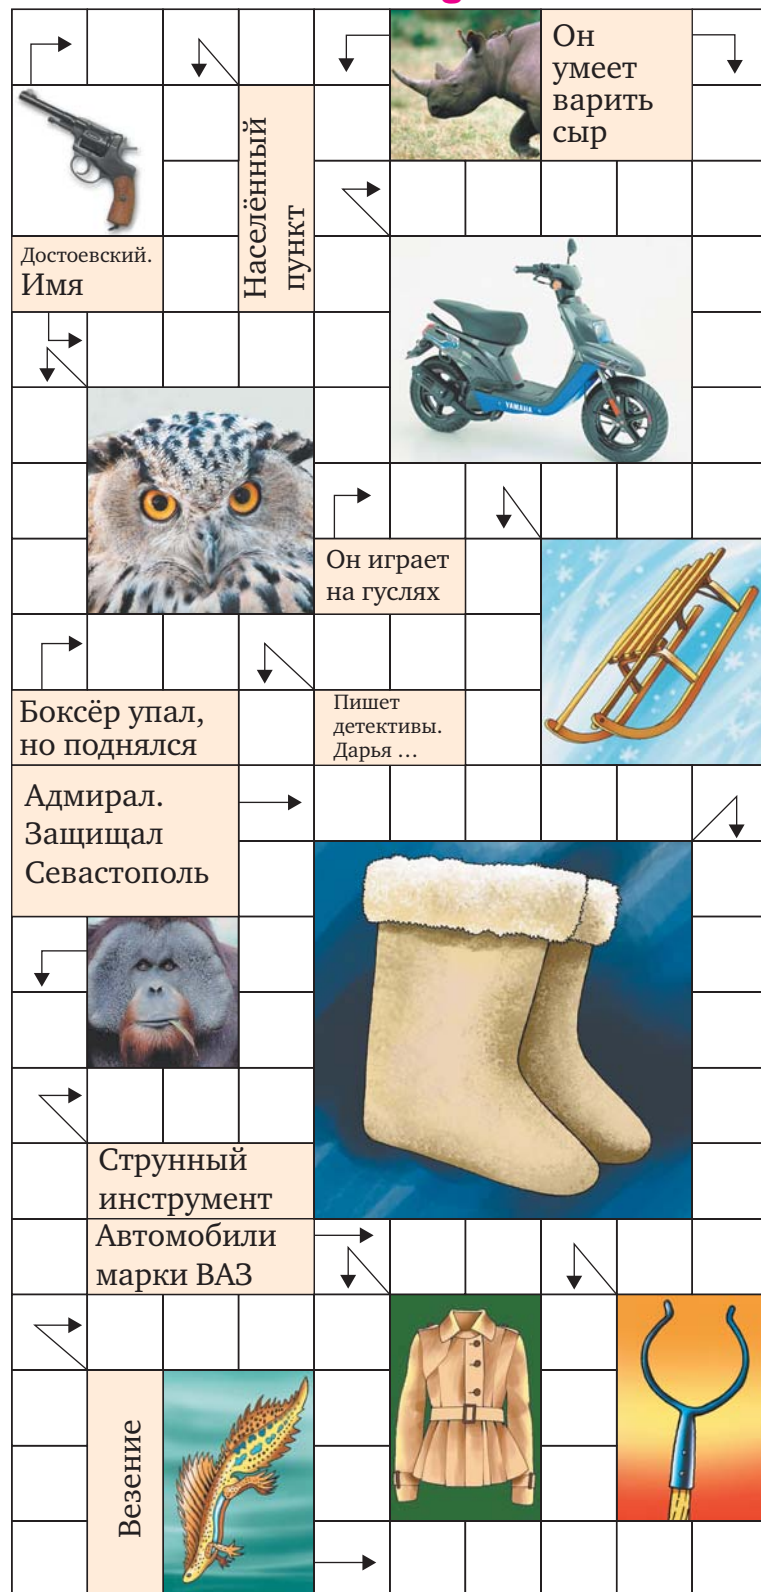 Он
умеет
варить
сыр
Населённый
пункт
Достоевский.
Имя
YAMAHA
Он играет
на гуслях
Боксёр упал,
но поднялся
Пишет
детективы.
Дарья …
Адмирал.
Защищал
Севастополь
Струнный
инструмент
Автомобили
марки ВАЗ
Везение